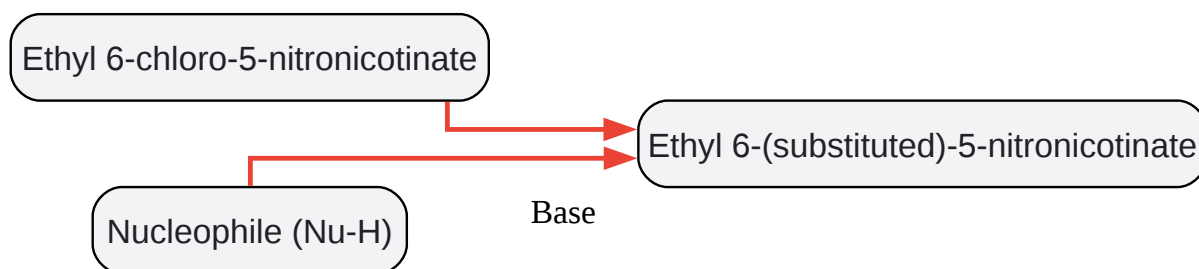 Ethyl 6-chloro-5-nitronicotinate
Ethyl 6-(substituted)-5-nitronicotinate
Nucleophile (Nu-H)
Base